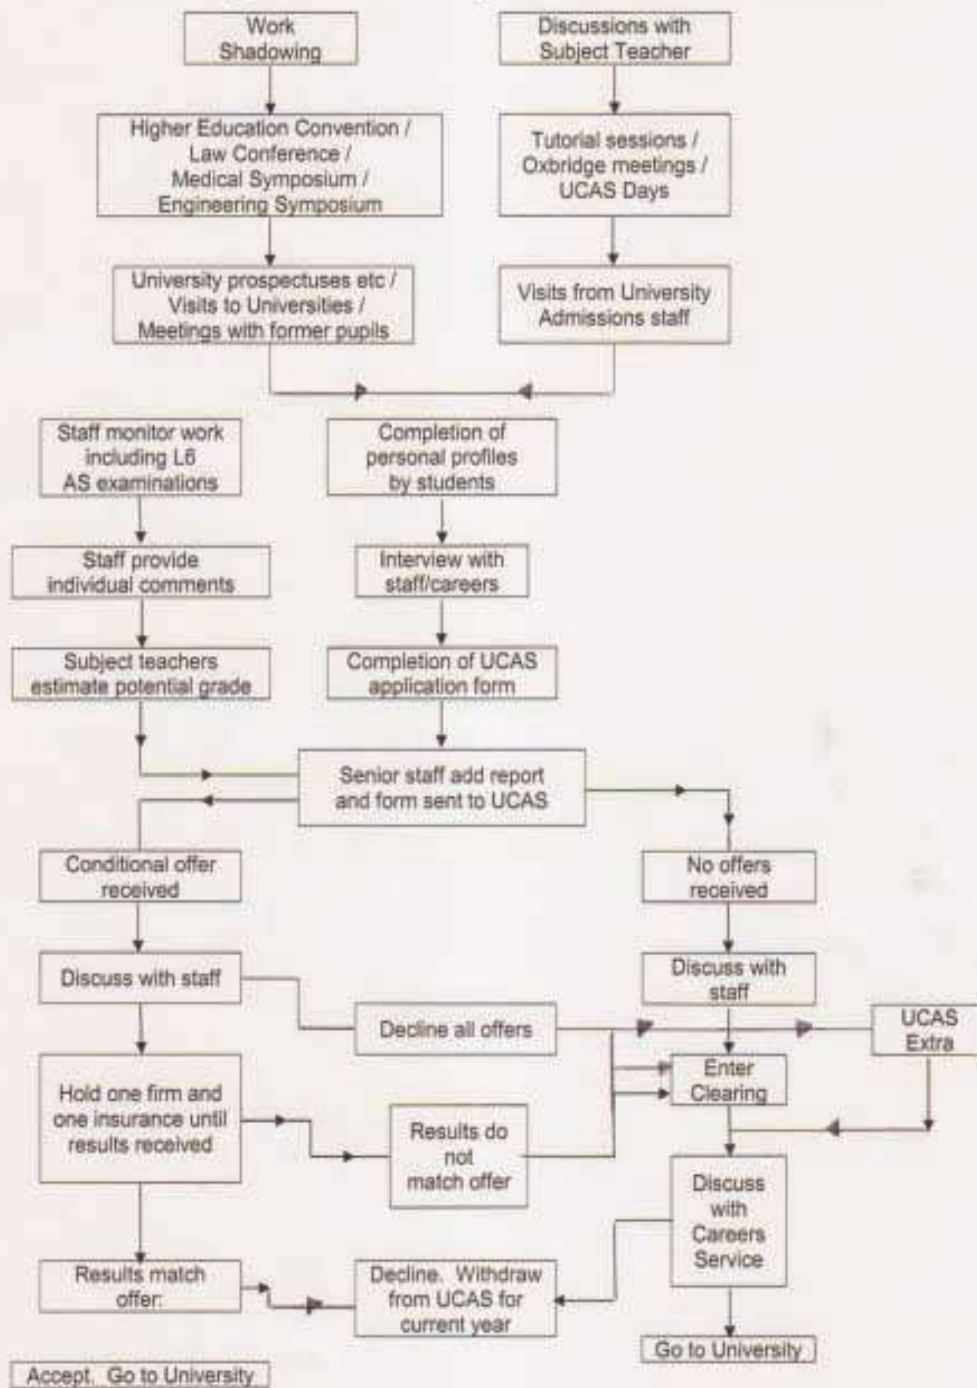 Work
Shadowing
Discussions with
Subject Teacher
Higher Education Convention /
Law Conference /
Medical Symposium /
Engineering Symposium
Tutorial sessions /
Oxbridge meetings /
UCAS Days
University prospectuses etc /
Visits to Universities /
Meetings with former pupils
Visits from University
Admissions staff
Staff monitor work
including L6
AS examinations
Completion of
personal profiles
by students
Staff provide
individual comments
Interview with
staff/careers
Subject teachers
estimate potential grade
Completion of UCAS
application form
Senior staff add report
and form sent to UCAS
Conditional offer
received
No offers
received
Discuss with staff
Discuss with
staff
Decline all offers
UCAS
Extra
Hold one firm and
one insurance until
results received
Enter
Clearing
Results do
not
match offer
Discuss
with
Careers
Service
Results match
offer:
Decline. Withdraw
from UCAS for
current year
Go to University
Accept. Go to University